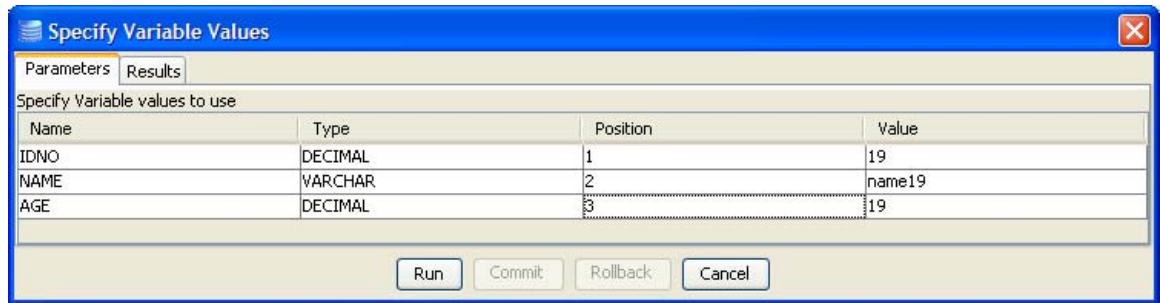 Specify Variable Values
Parameters Results
Specify Variable values to use
Name Type Position Value
IDNO DECIMAL 1 19
NAME VARCHAR 2 name19
AGE DECIMAL 3 19
Run Commit Rollback Cancel